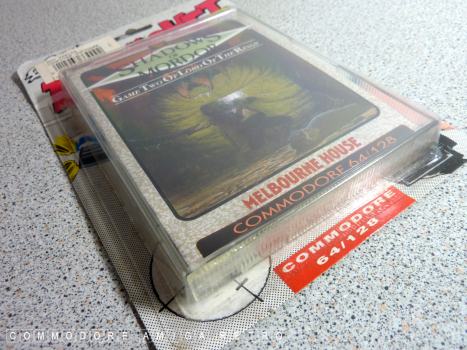 SHADOWS
OF
MORDOR
GAME TWO OF LORD OF THE RINGS
MELBOURNE HOUSE
COMMODORE 64/128
COMMODORE
64/128
COMMODORE AMIGA RETRO